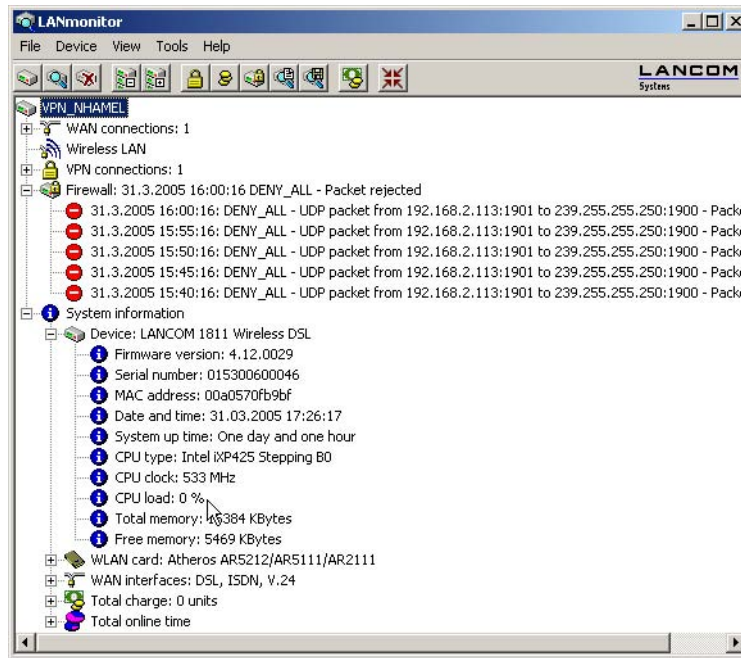 LANmonitor
File Device View Tools Help
LANCOM
Systems
VPN_NHAMEL
WAN connections: 1
Wireless LAN
VPN connections: 1
Firewall: 31.3.2005 16:00:16 DENY_ALL - Packet rejected
31.3.2005 16:00:16: DENY_ALL - UDP packet from 192.168.2.113:1901 to 239.255.255.250:1900 - Packe
31.3.2005 15:55:16: DENY_ALL - UDP packet from 192.168.2.113:1901 to 239.255.255.250:1900 - Packe
31.3.2005 15:50:16: DENY_ALL - UDP packet from 192.168.2.113:1901 to 239.255.255.250:1900 - Packe
31.3.2005 15:45:16: DENY_ALL - UDP packet from 192.168.2.113:1901 to 239.255.255.250:1900 - Packe
31.3.2005 15:40:16: DENY_ALL - UDP packet from 192.168.2.113:1901 to 239.255.255.250:1900 - Packe
System information
Device: LANCOM 1811 Wireless DSL
Firmware version: 4.12.0029
Serial number: 015300600046
MAC address: 00a0570fb9bf
Date and time: 31.03.2005 17:26:17
System up time: One day and one hour
CPU type: Intel iXP425 Stepping B0
CPU clock: 533 MHz
CPU load: 0 %
Total memory: KBytes
Free memory: 5469 KBytes
WLAN card: Atheros AR5212/AR5111/AR2111
WAN interfaces: DSL, ISDN, V.24
Total charge: 0 units
Total online time